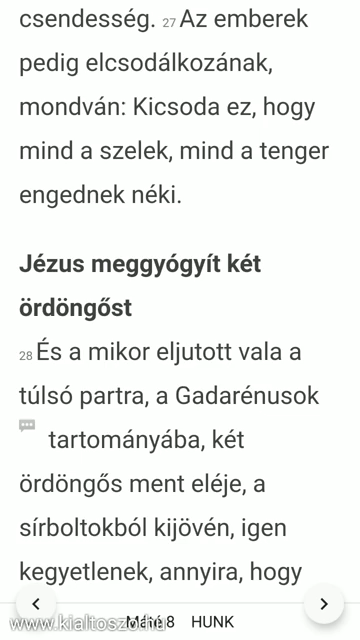 csendesség. 27 Az emberek
pedig elcsodálkozának,
mondván: Kicsoda ez, hogy
mind a szelek, mind a tenger
engednek néki.
Jézus meggyógyít két
ördöngőst
28 És a mikor eljutott vala a
túlsó partra, a Gadarénusok
tartományába, két
ördöngős ment eléje, a
sírboltokból kijövén, igen
kegyetlenek, annyira, hogy
Máté 8 HUNK
www.kialtoszo.hu